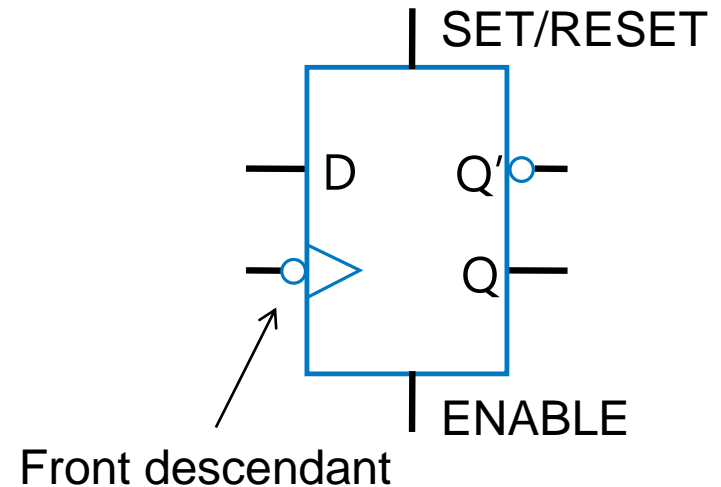 SET/RESET
D Q′
Q
ENABLE
Front descendant